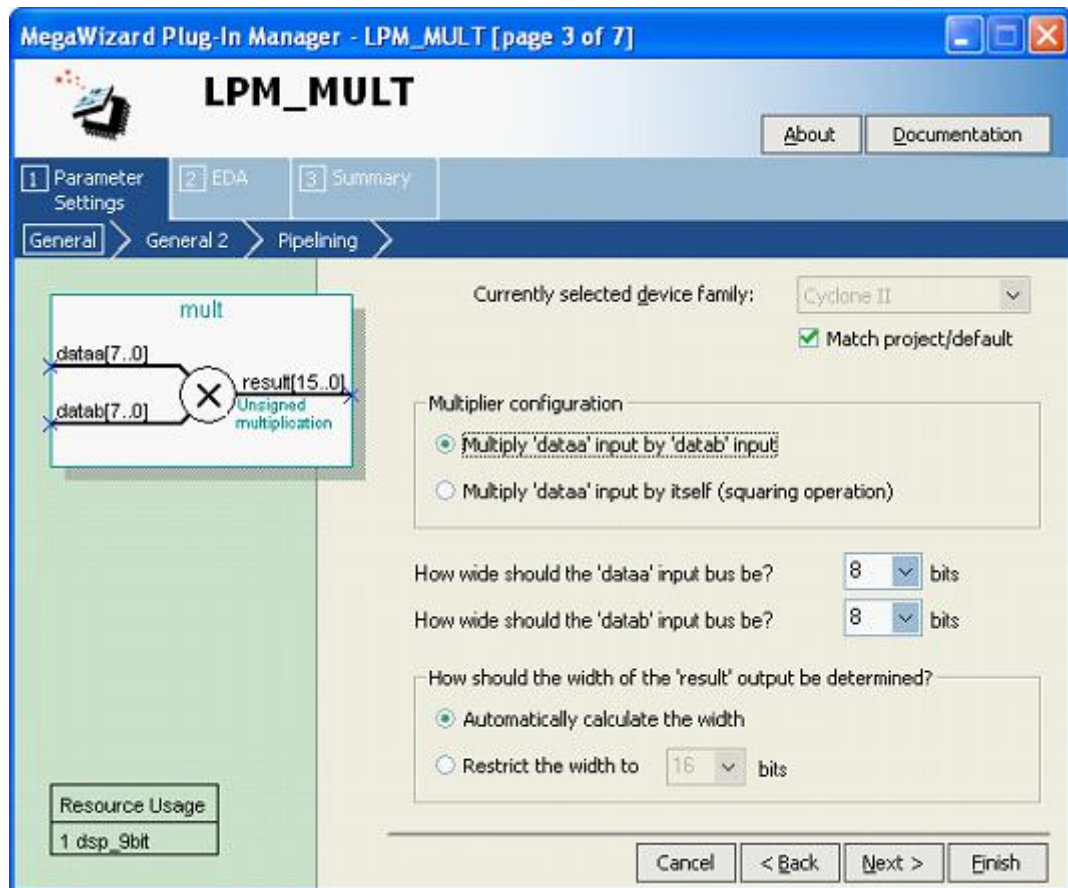 MegaWizard Plug-In Manager - LPM_MULT [page 3 of 7]
LPM_MULT
About
Documentation
1 Parameter Settings
2 EDA
3 Summary
General
General 2
Pipelining
mult
dataa[7..0]
datab[7..0]
result[15..0]
Unsigned
multiplication
Currently selected device family:
Cyclone II
Match project/default
Multiplier configuration
Multiply 'dataa' input by 'datab' input
Multiply 'dataa' input by itself (squaring operation)
How wide should the 'dataa' input bus be?
8
bits
How wide should the 'datab' input bus be?
8
bits
How should the width of the 'result' output be determined?
Automatically calculate the width
Restrict the width to
16
bits
Resource Usage
1 dsp_9bit
Cancel
< Back
Next >
Finish